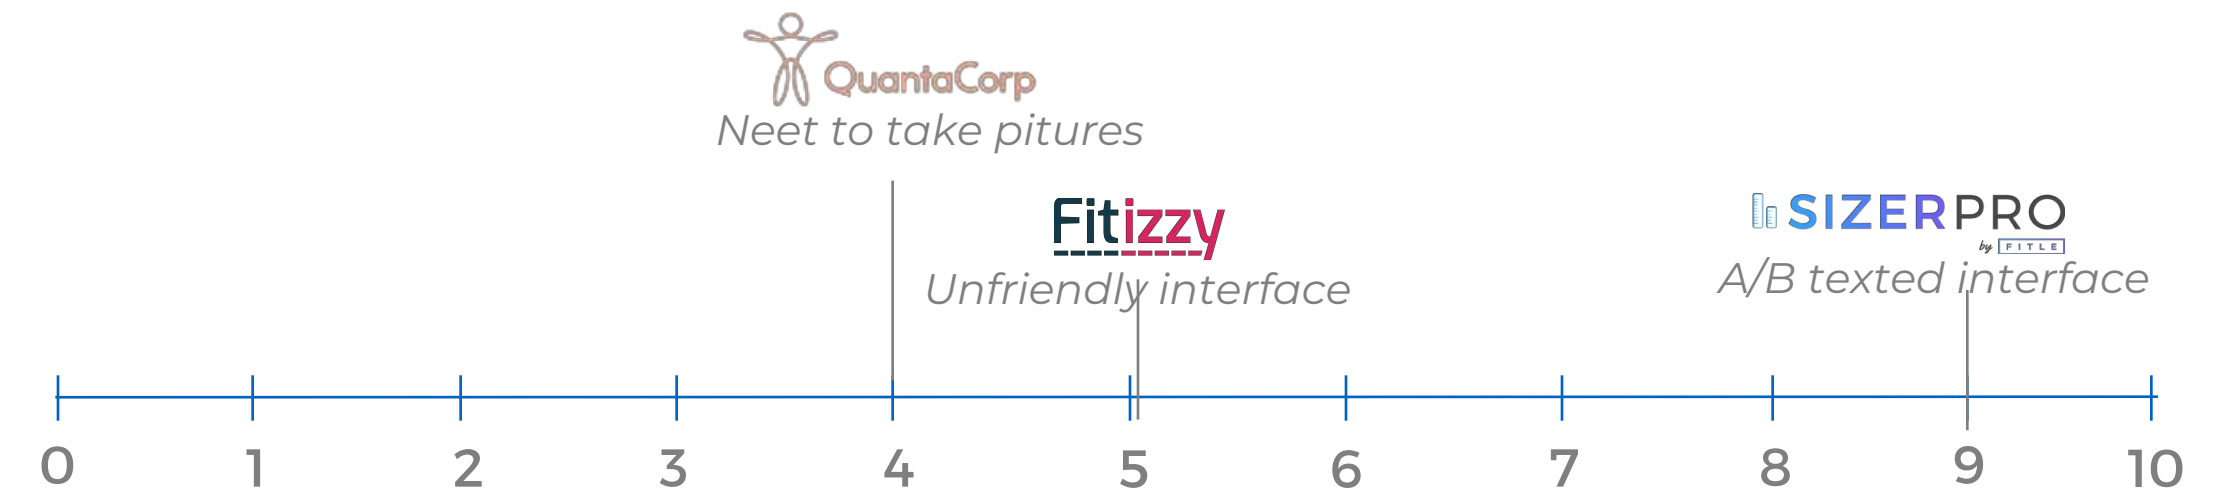 QuantaCorp
Neet to take pitures
Fitizzy
Unfriendly interface
SIZERPRO
by FITLE
A/B texted interface
0 1 2 3 4 5 6 7 8 9 10